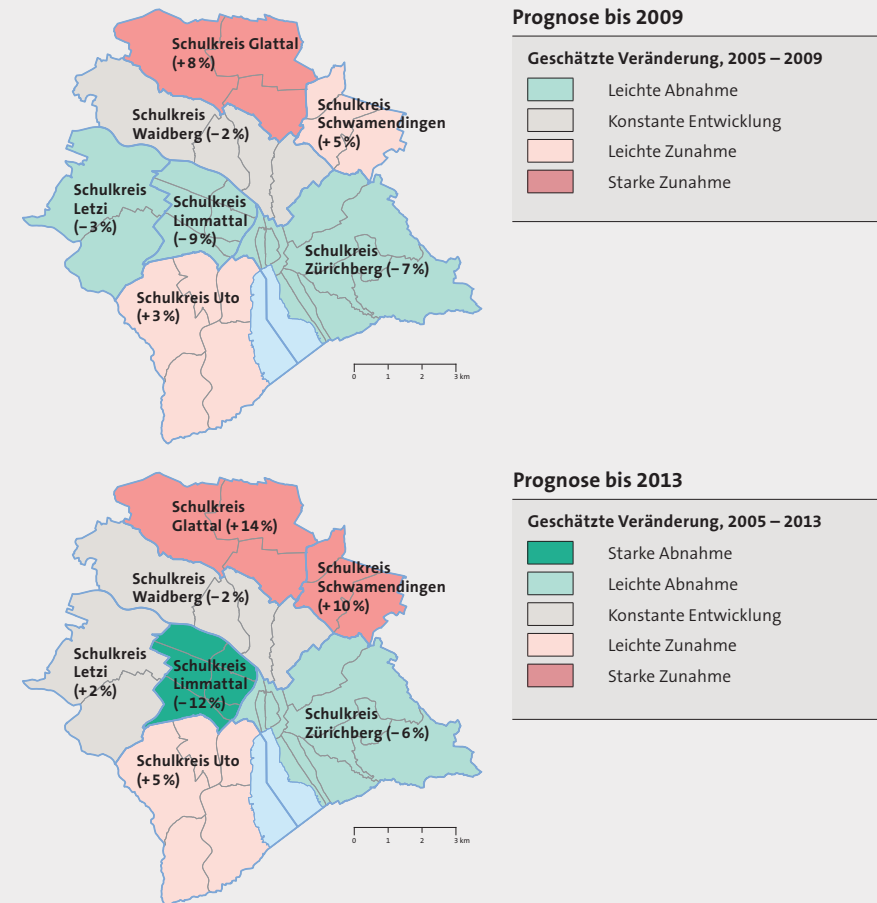 Prognose bis 2009
Geschätzte Veränderung, 2005 – 2009
Leichte Abnahme
Konstante Entwicklung
Leichte Zunahme
Starke Zunahme
Schulkreis Glattal
(+8%)
Schulkreis
Schwamendingen
(+5%)
Schulkreis
Waidberg (–2%)
Schulkreis
Letzi
(–3%)
Schulkreis
Limmattal
(–9%)
Schulkreis
Zürichberg (–7%)
Schulkreis Uto
(+3%)
0 1 2 3 km
Prognose bis 2013
Geschätzte Veränderung, 2005 – 2013
Starke Abnahme
Leichte Abnahme
Konstante Entwicklung
Leichte Zunahme
Starke Zunahme
Schulkreis
Glattal (+14%)
Schulkreis
Schwamendingen
(+10%)
Schulkreis
Waidberg (–2%)
Schulkreis
Letzi
(+2%)
Schulkreis
Limmattal
(–12%)
Schulkreis
Zürichberg (–6%)
Schulkreis Uto
(+5%)
0 1 2 3 km